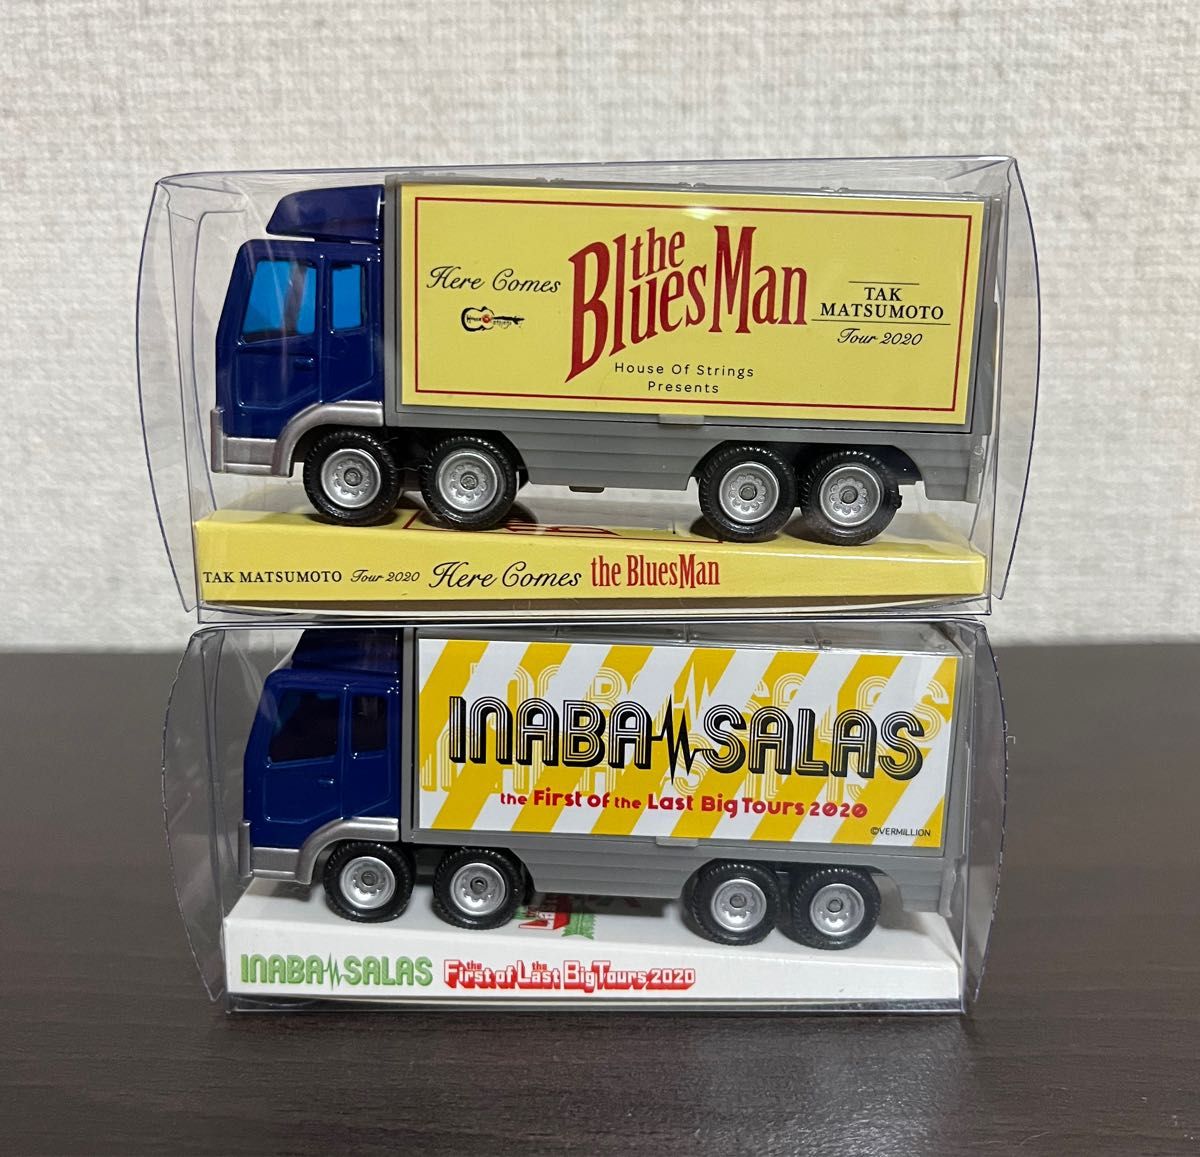 Here Comes
the
BluesMan
TAK
MATSUMOTO
Tour 2020
House Of Strings
Presents
TAK MATSUMOTO Tour 2020 Here Comes the BluesMan
INABA SALAS
the First of the Last Big Tours 2020
©VERMILLION
INABA SALAS the First of the Last Big Tours 2020